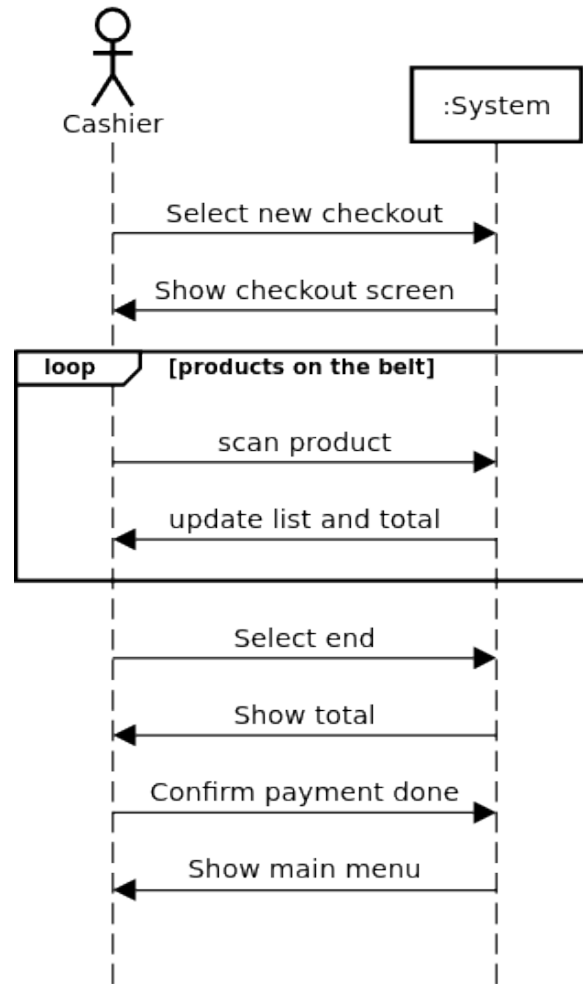 Cashier
:System
Select new checkout
Show checkout screen
loop [products on the belt]
scan product
update list and total
Select end
Show total
Confirm payment done
Show main menu